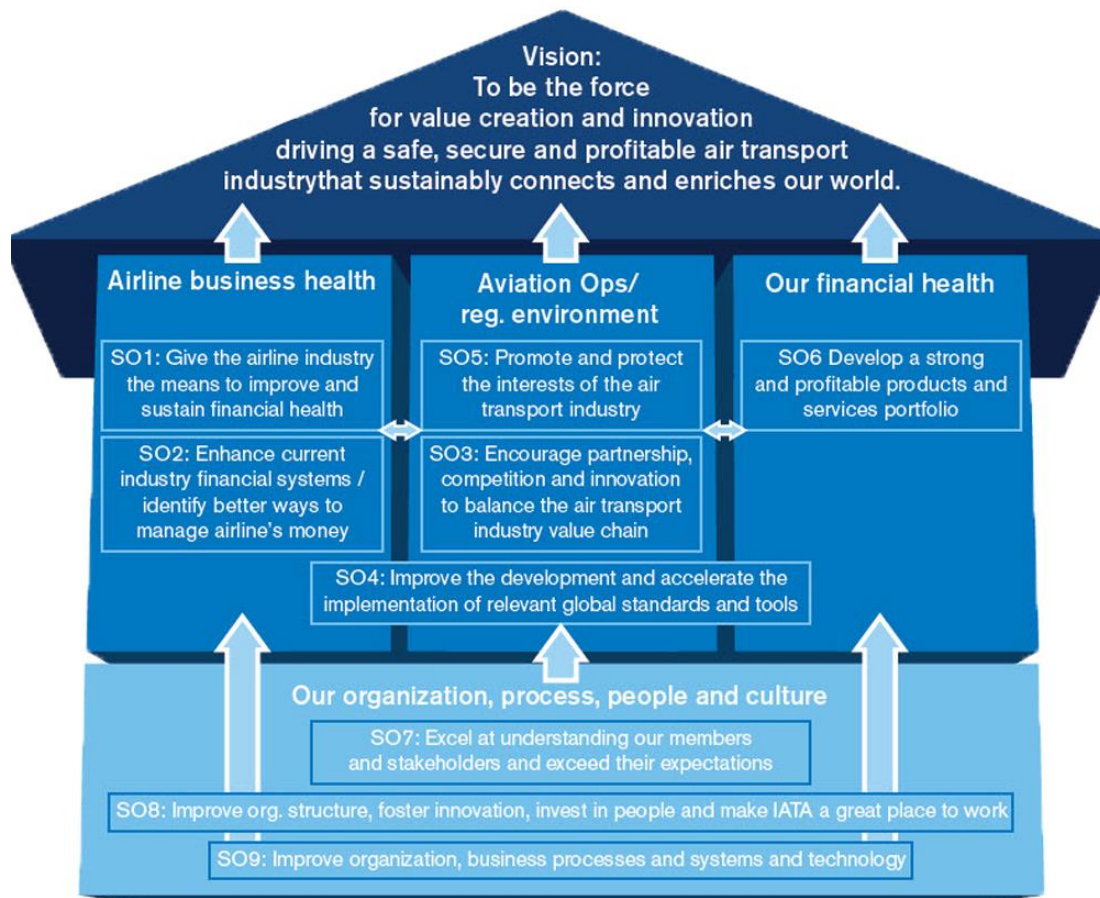 Vision:
To be the force
for value creation and innovation
driving a safe, secure and profitable air transport
industrythat sustainably connects and enriches our world.
Airline business health
SO1: Give the airline industry
the means to improve and
sustain financial health
SO2: Enhance current
industry financial systems /
identify better ways to
manage airline's money
Aviation Ops/
reg. environment
SO5: Promote and protect
the interests of the air
transport industry
SO3: Encourage partnership,
competition and innovation
to balance the air transport
industry value chain
Our financial health
SO6 Develop a strong
and profitable products and
services portfolio
SO4: Improve the development and accelerate the
implementation of relevant global standards and tools
Our organization, process, people and culture
SO7: Excel at understanding our members
and stakeholders and exceed their expectations
SO8: Improve org. structure, foster innovation, invest in people and make IATA a great place to work
SO9: Improve organization, business processes and systems and technology